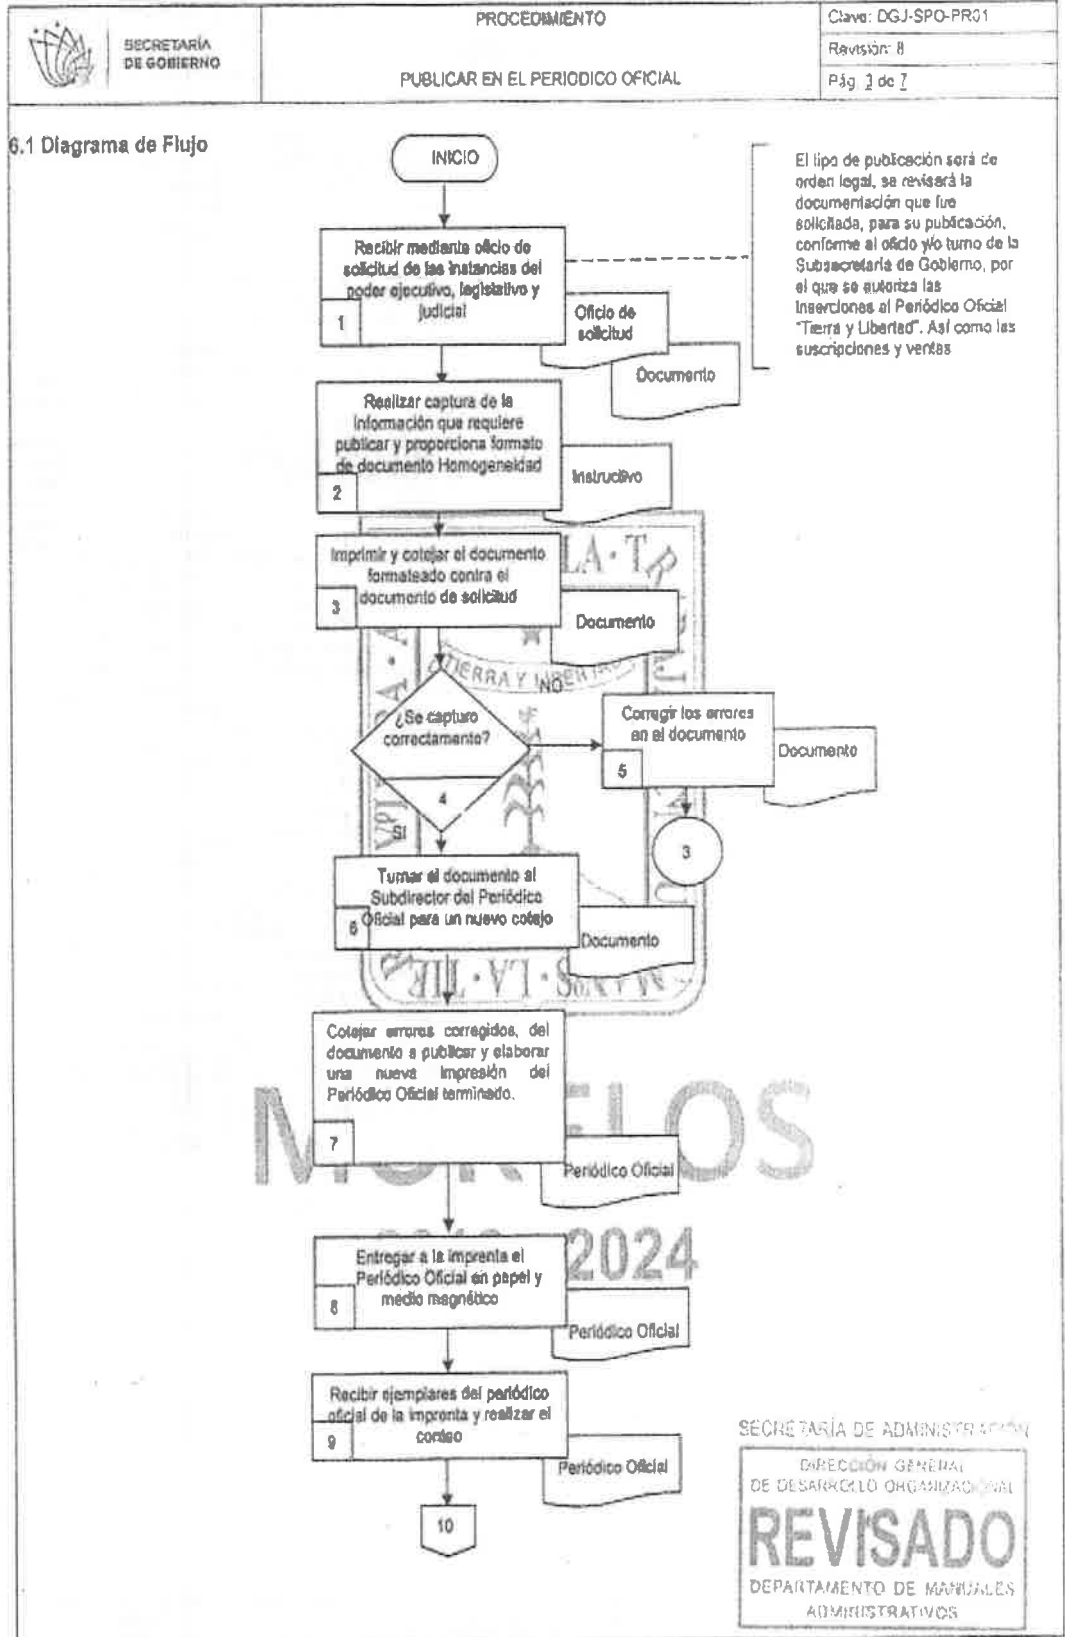 SECRETARÍA
DE GOBIERNO
PROCEDIMIENTO
PUBLICAR EN EL PERIODICO OFICIAL
Clave: DGJ-SPO-PR01
Revisión: 8
Pág. 3 de 7
6.1 Diagrama de Flujo
INICIO
El tipo de publicación será de
orden legal, se revisará la
documentación que fue
solicitada, para su publicación,
conforme al oficio y/o turno de la
Subsecretaría de Gobierno, por
el que se autoriza las
Inserciones al Periódico Oficial
"Tierra y Libertad". Así como las
suscripciones y ventas
Recibir mediante oficio de
solicitud de las instancias del
poder ejecutivo, legislativo y
judicial
1
Oficio de
solicitud
Documento
Realizar captura de la
información que requiere
publicar y proporciona formato
de documento Homogeneidad
2
Instructivo
Imprimir y cotejar el documento
formateado contra el
documento de solicitud
3
Documento
LA · T
TIERRA Y LIBERTAD
NO
¿Se capturo
correctamente?
4
SI
Corregir los errores
en el documento
5
Documento
3
Turnar el documento al
Subdirector del Periódico
Oficial para un nuevo cotejo
6
Documento
Cotejar errores corregidos, del
documento a publicar y elaborar
una nueva impresión del
Periódico Oficial terminado.
7
Periódico Oficial
MORELOS
2024
Entregar a la imprenta el
Periódico Oficial en papel y
medio magnético
8
Periódico Oficial
Recibir ejemplares del periódico
oficial de la imprenta y realizar el
conteo
9
Periódico Oficial
10
SECRETARÍA DE ADMINISTRACIÓN
DIRECCIÓN GENERAL
DE DESARROLLO ORGANIZACIONAL
REVISADO
DEPARTAMENTO DE MANUALES
ADMINISTRATIVOS